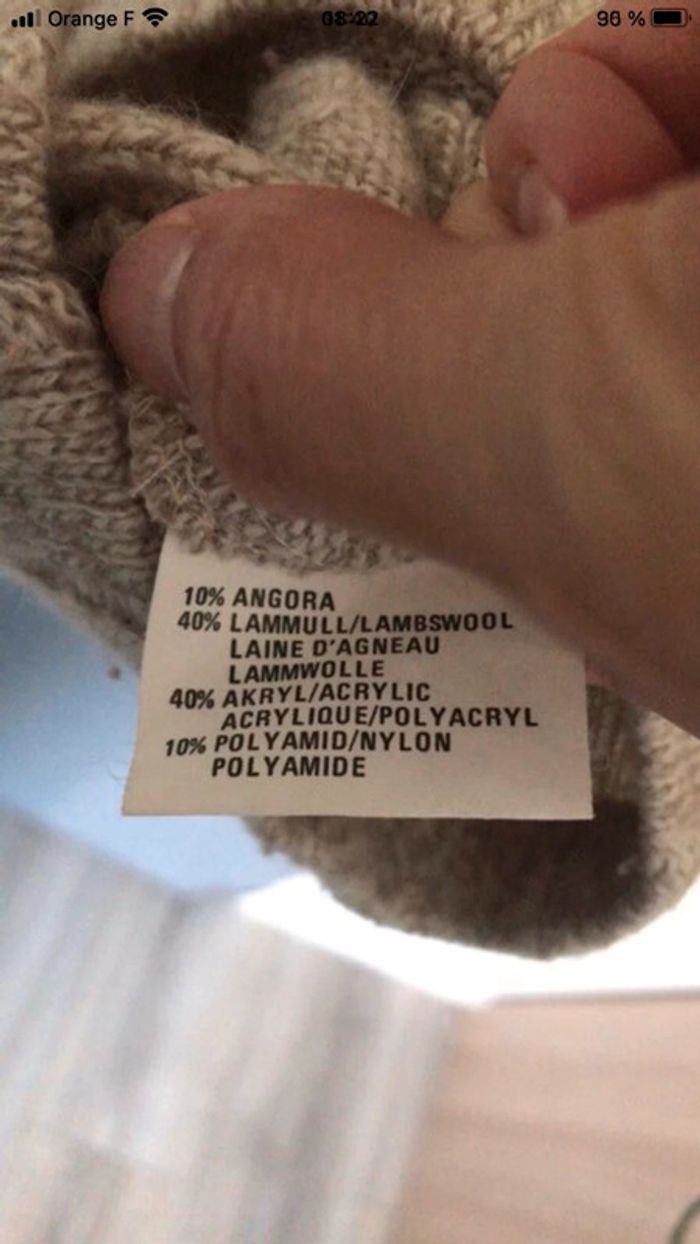 Orange F 08:22 96 %
10% ANGORA
40% LAMMULL/LAMBSWOOL
LAINE D'AGNEAU
LAMMWOLLE
40% AKRYL/ACRYLIC
ACRYLIQUE/POLYACRYL
10% POLYAMID/NYLON
POLYAMIDE